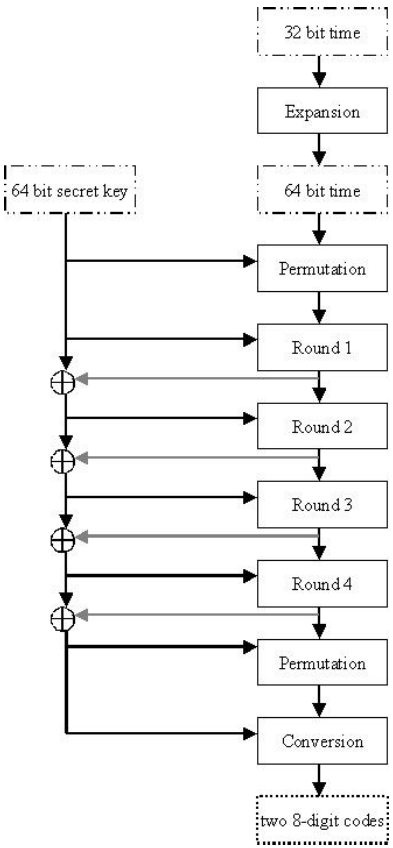 32 bit time
Expansion
64 bit secret key
64 bit time
Permutation
Round 1
Round 2
Round 3
Round 4
Permutation
Conversion
two 8-digit codes